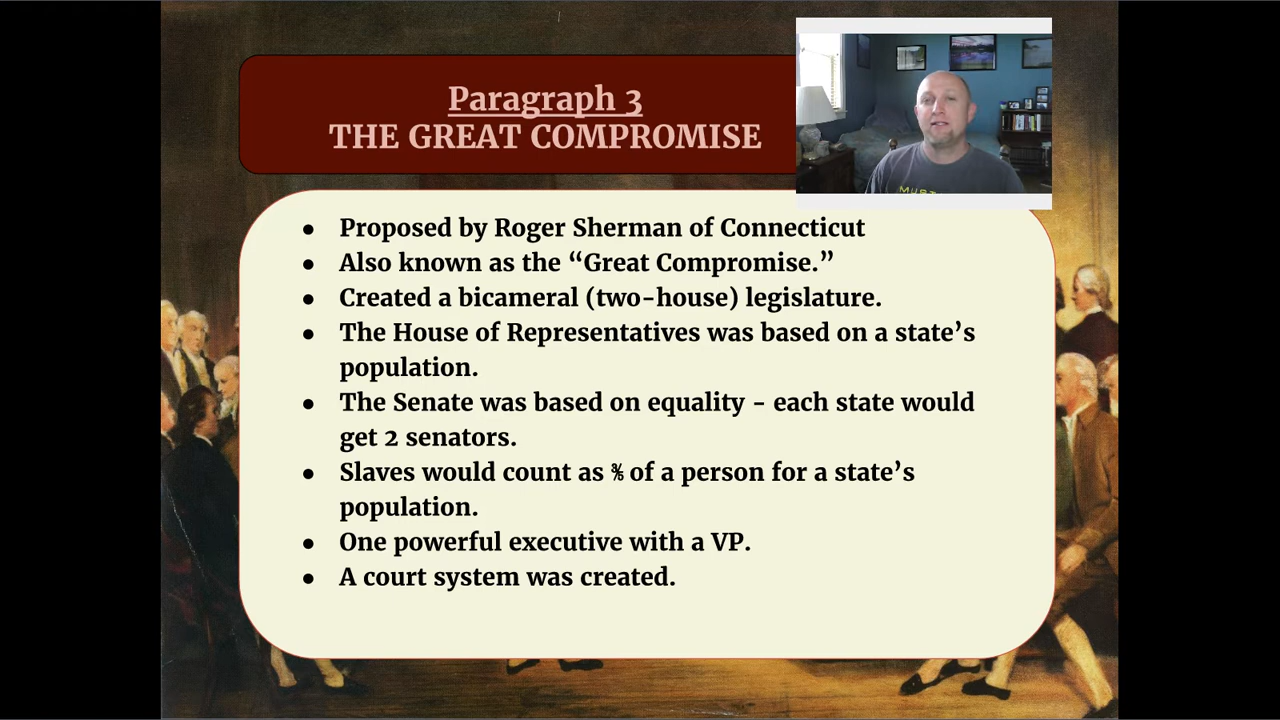 Paragraph 3
THE GREAT COMPROMISE
● Proposed by Roger Sherman of Connecticut
● Also known as the “Great Compromise.”
● Created a bicameral (two-house) legislature.
● The House of Representatives was based on a state’s
population.
● The Senate was based on equality - each state would
get 2 senators.
● Slaves would count as ⅗ of a person for a state’s
population.
● One powerful executive with a VP.
● A court system was created.